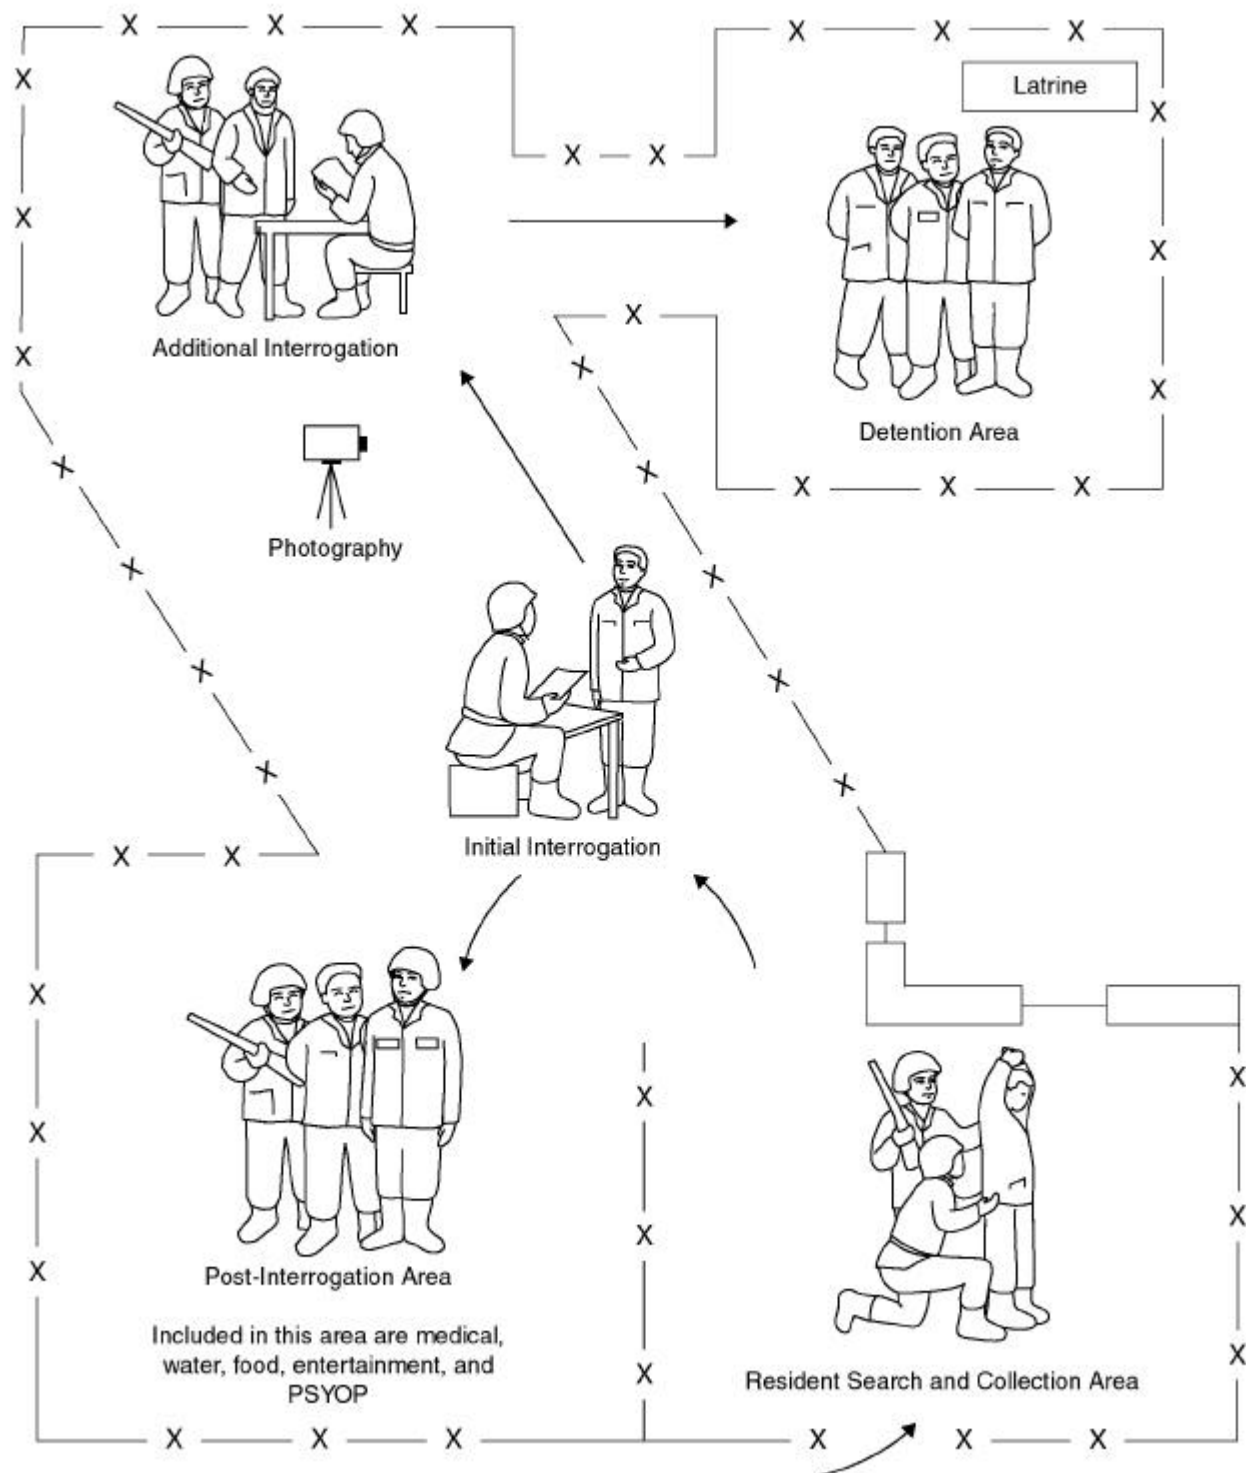 Latrine
Additional Interrogation
Detention Area
Photography
Initial Interrogation
Post-Interrogation Area
Included in this area are medical,
water, food, entertainment, and
PSYOP
Resident Search and Collection Area